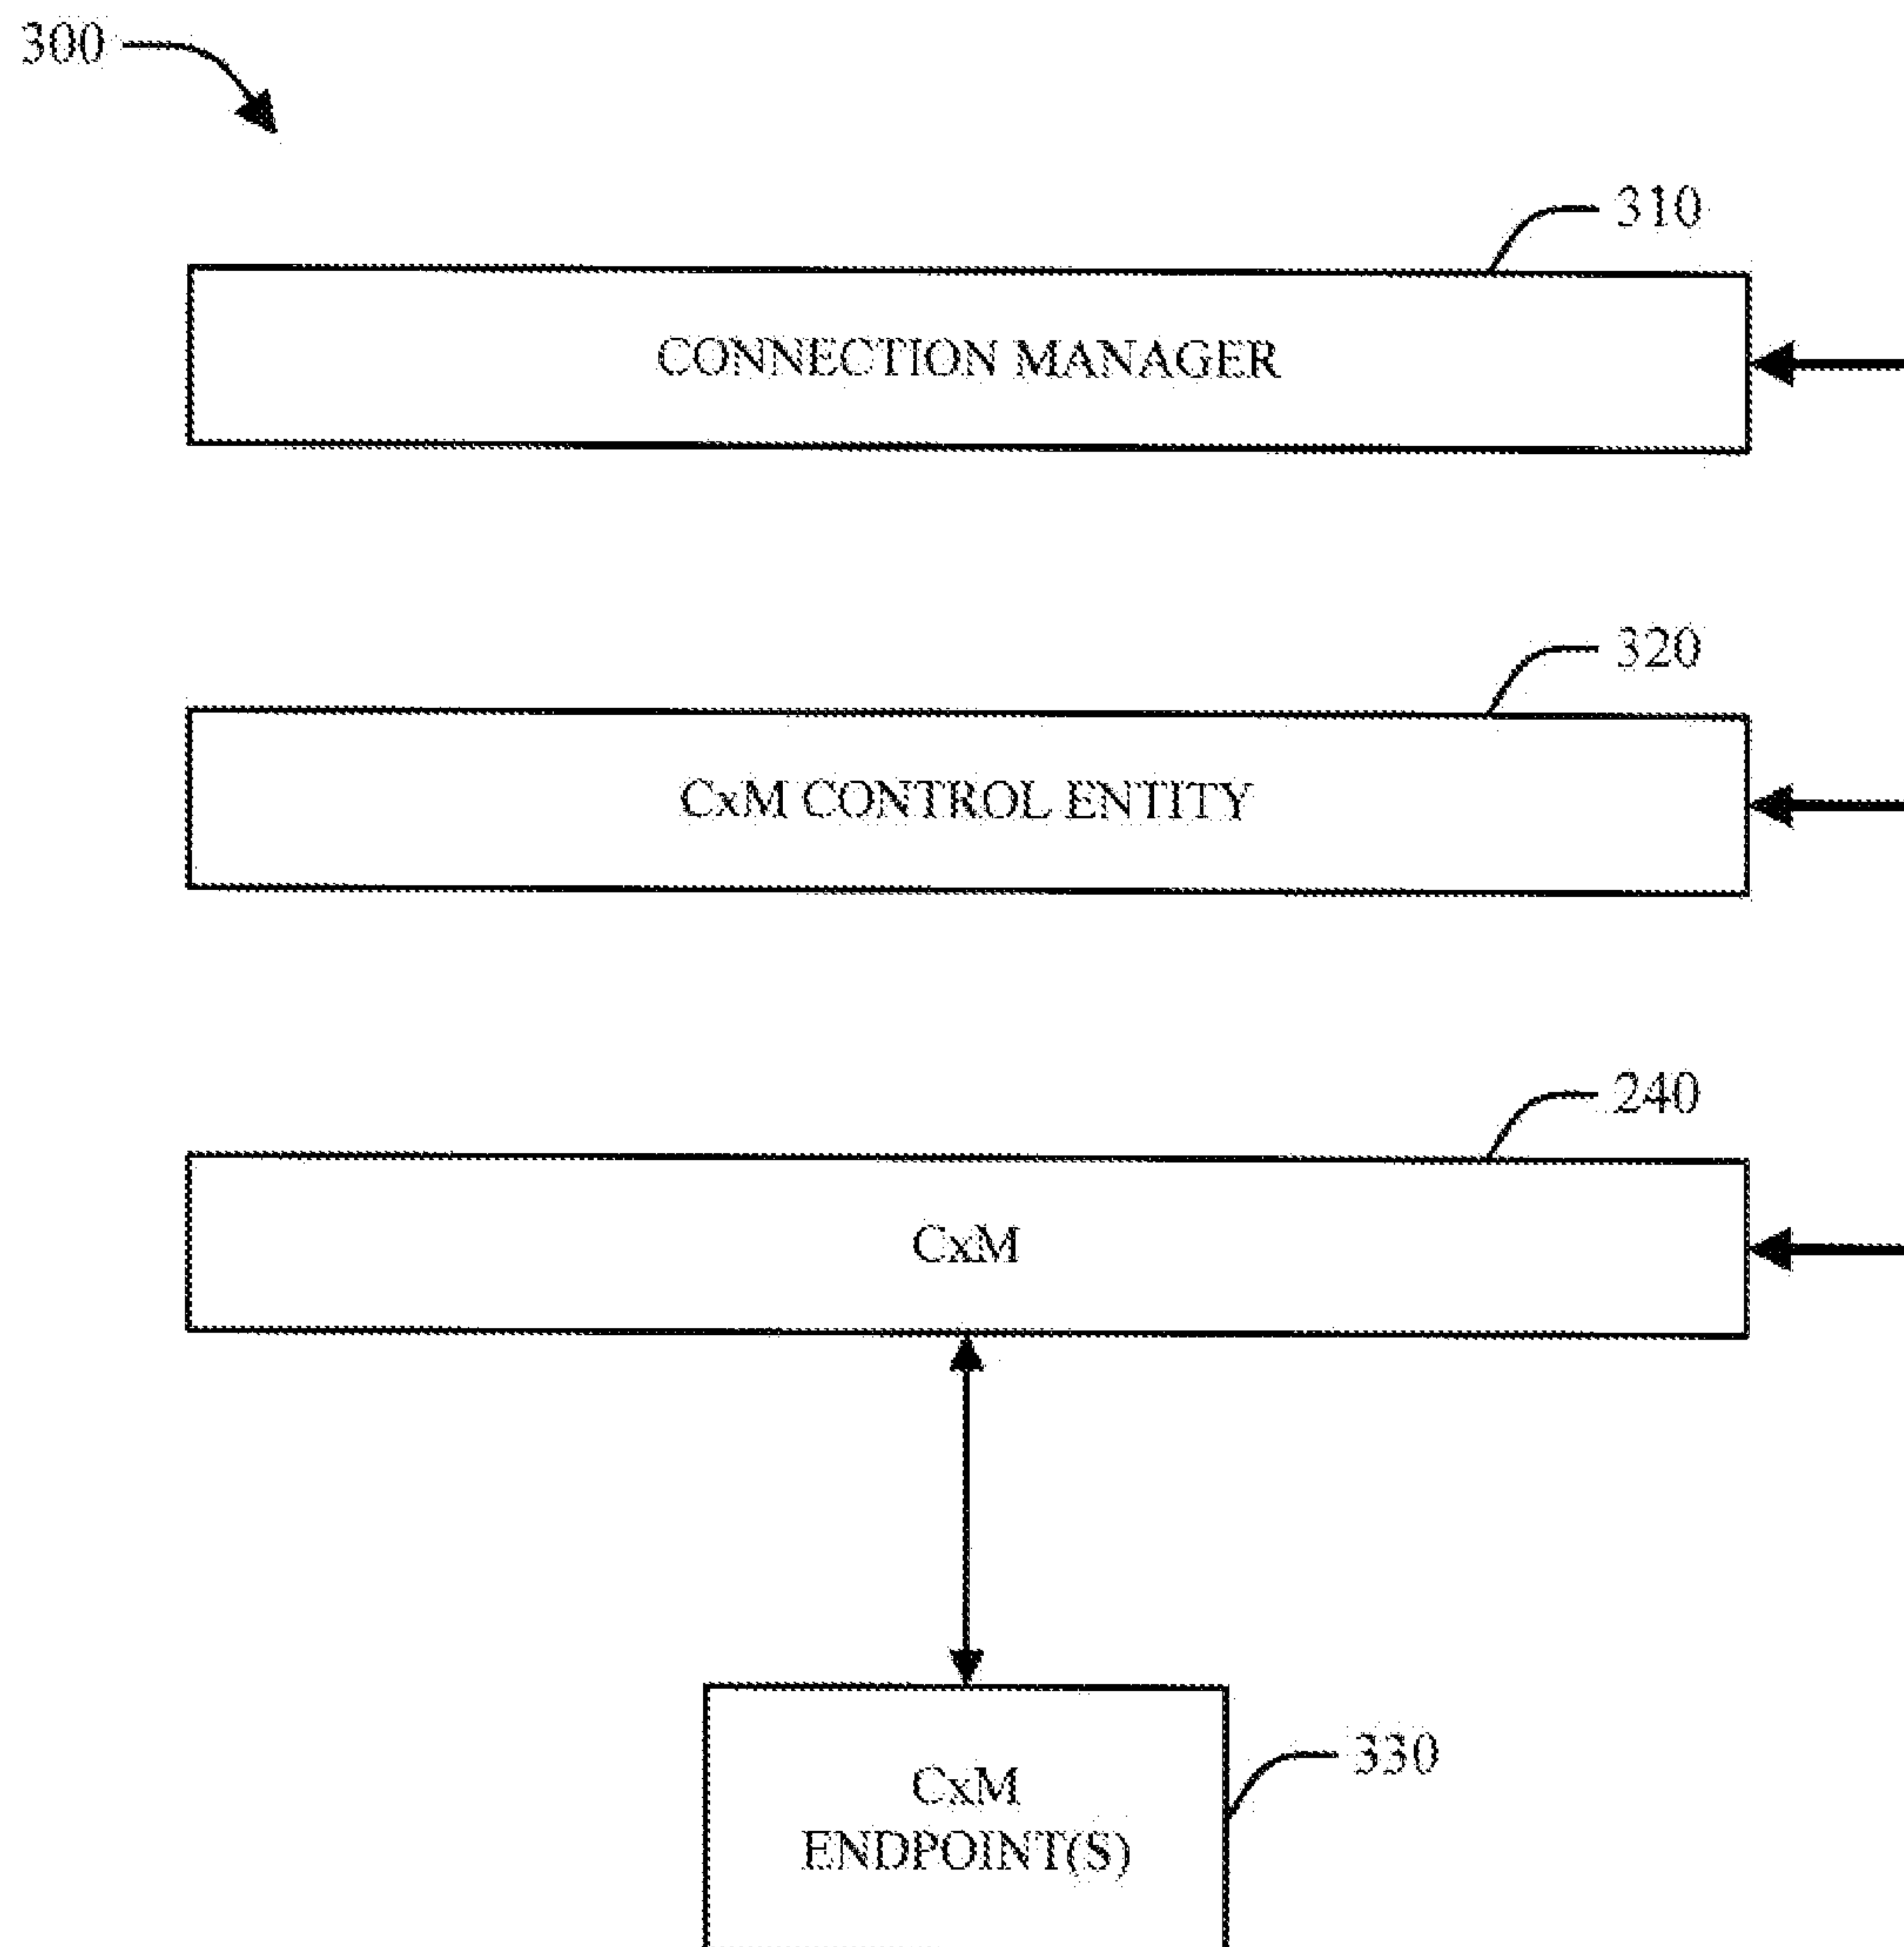 300
310
CONNECTION MANAGER
320
CxM CONTROL ENTITY
240
CxM
330
CxM
ENDPOINT(S)